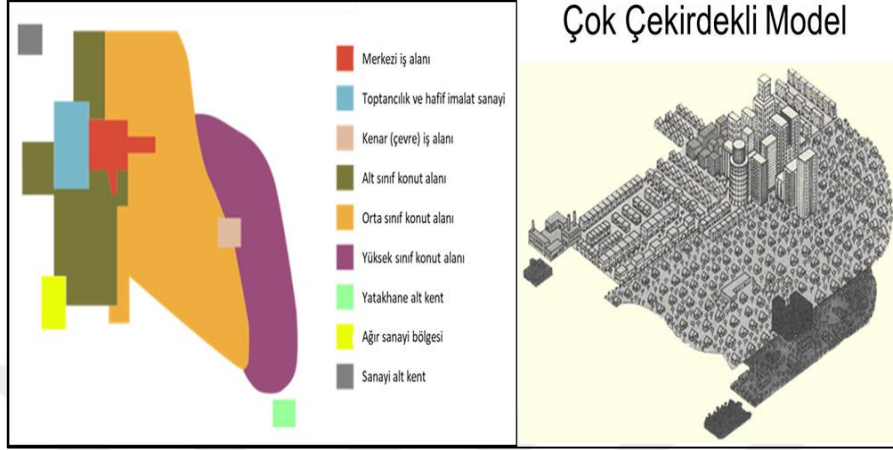 Çok Çekirdekli Model
Merkezi iş alanı
Toptancılık ve hafif imalat sanayi
Kenar (çevre) iş alanı
Alt sınıf konut alanı
Orta sınıf konut alanı
Yüksek sınıf konut alanı
Yatakhane alt kent
Ağır sanayi bölgesi
Sanayi alt kent